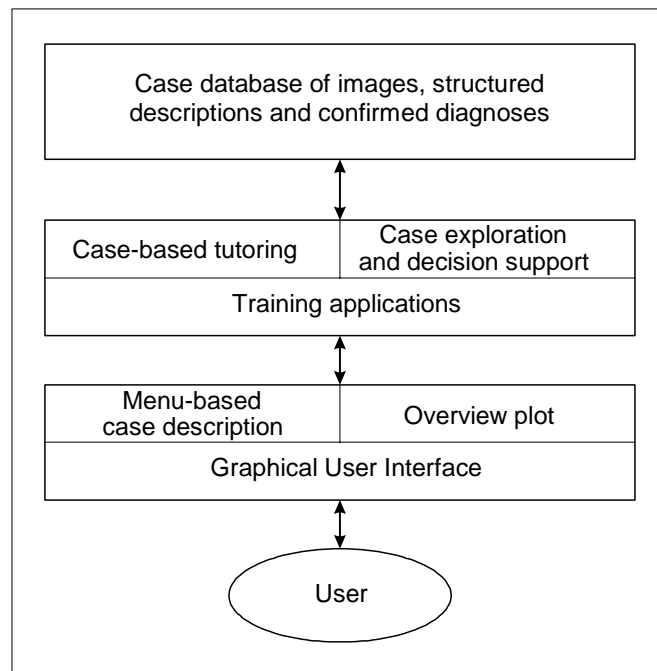 Case database of images, structured
descriptions and confirmed diagnoses
Case-based tutoring
Case exploration
and decision support
Training applications
Menu-based
case description
Overview plot
Graphical User Interface
User